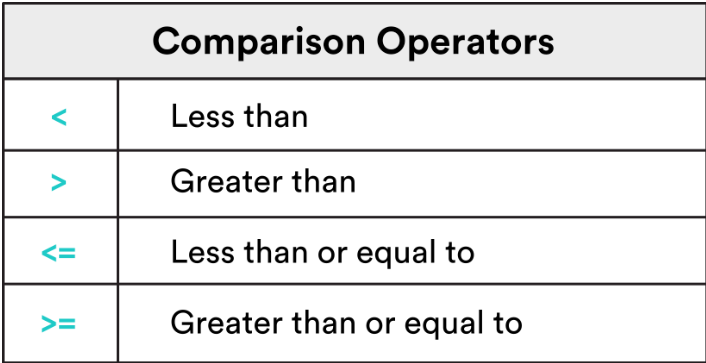 Comparison Operators
< Less than
> Greater than
<= Less than or equal to
>= Greater than or equal to